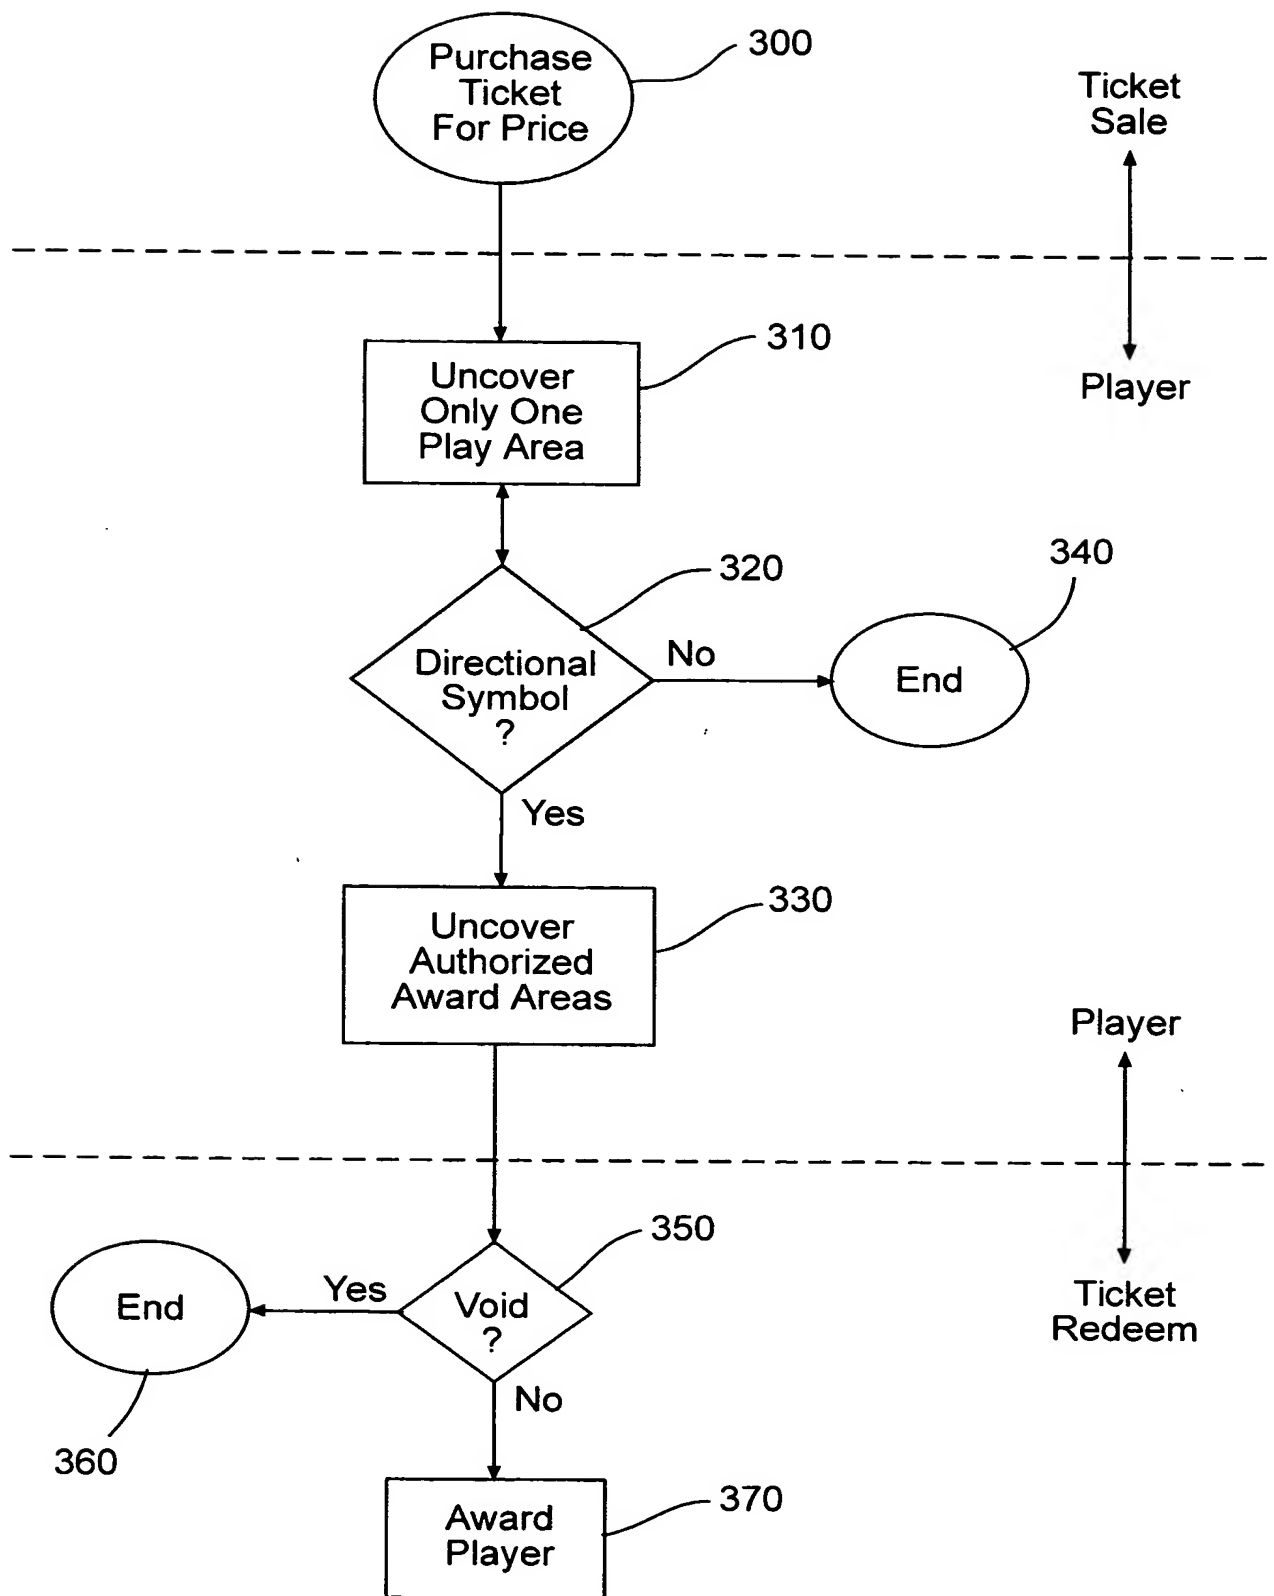 Purchase
Ticket
For Price
300
Ticket
Sale
310
Uncover
Only One
Play Area
Player
320
340
Directional
Symbol
?
No
End
Yes
330
Uncover
Authorized
Award Areas
Player
350
End
Yes
Void
?
Ticket
Redeem
No
360
370
Award
Player